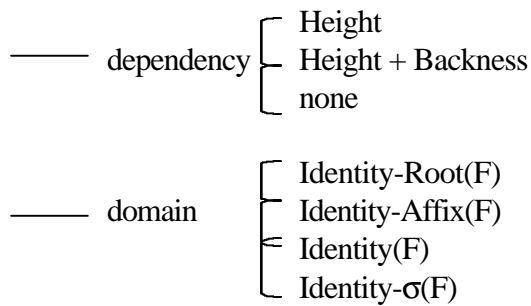 Height
dependency Height + Backness
none
Identity-Root(F)
domain Identity-Affix(F)
Identity(F)
Identity-σ(F)